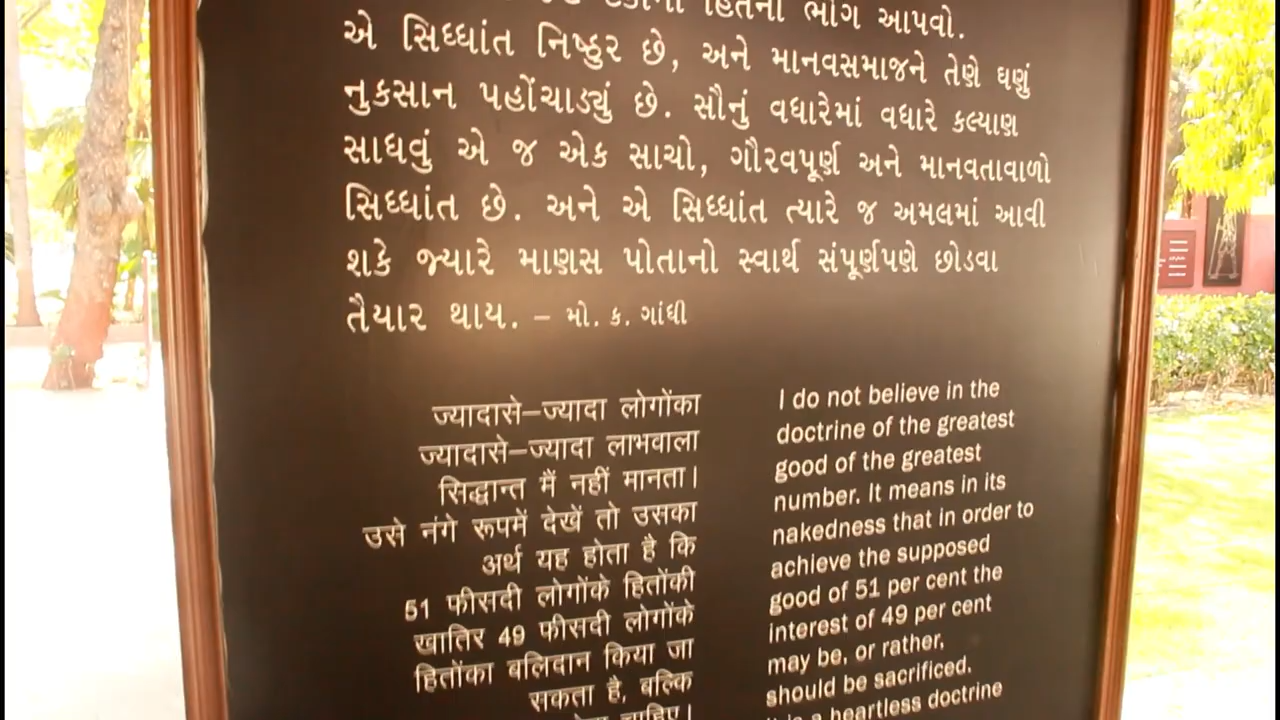 હિતનો ભોગ આપવો.
એ સિધ્ધાંત નિષ્ઠુર છે, અને માનવસમાજને તેણે ઘણું
નુકસાન પહોંચાડ્યું છે. સૌનું વધારેમાં વધારે કલ્યાણ
સાધવું એ જ એક સાચો, ગૌરવપૂર્ણ અને માનવતાવાળો
સિધ્ધાંત છે. અને એ સિધ્ધાંત ત્યારે જ અમલમાં આવી
શકે જ્યારે માણસ પોતાનો સ્વાર્થ સંપૂર્ણપણે છોડવા
તૈયાર થાય. – મો. ક. ગાંધી
ज्यादासे–ज्यादा लोगोंका
ज्यादासे–ज्यादा लाभवाला
सिद्धान्त मैं नहीं मानता।
उसे नंगे रूपमें देखें तो उसका
अर्थ यह होता है कि
51 फीसदी लोगोंके हितोंकी
खातिर 49 फीसदी लोगोंके
हितोंका बलिदान किया जा
सकता है, बल्कि
चाहिए।
I do not believe in the
doctrine of the greatest
good of the greatest
number. It means in its
nakedness that in order to
achieve the supposed
good of 51 per cent the
interest of 49 per cent
may be, or rather,
should be sacrificed.
is a heartless doctrine